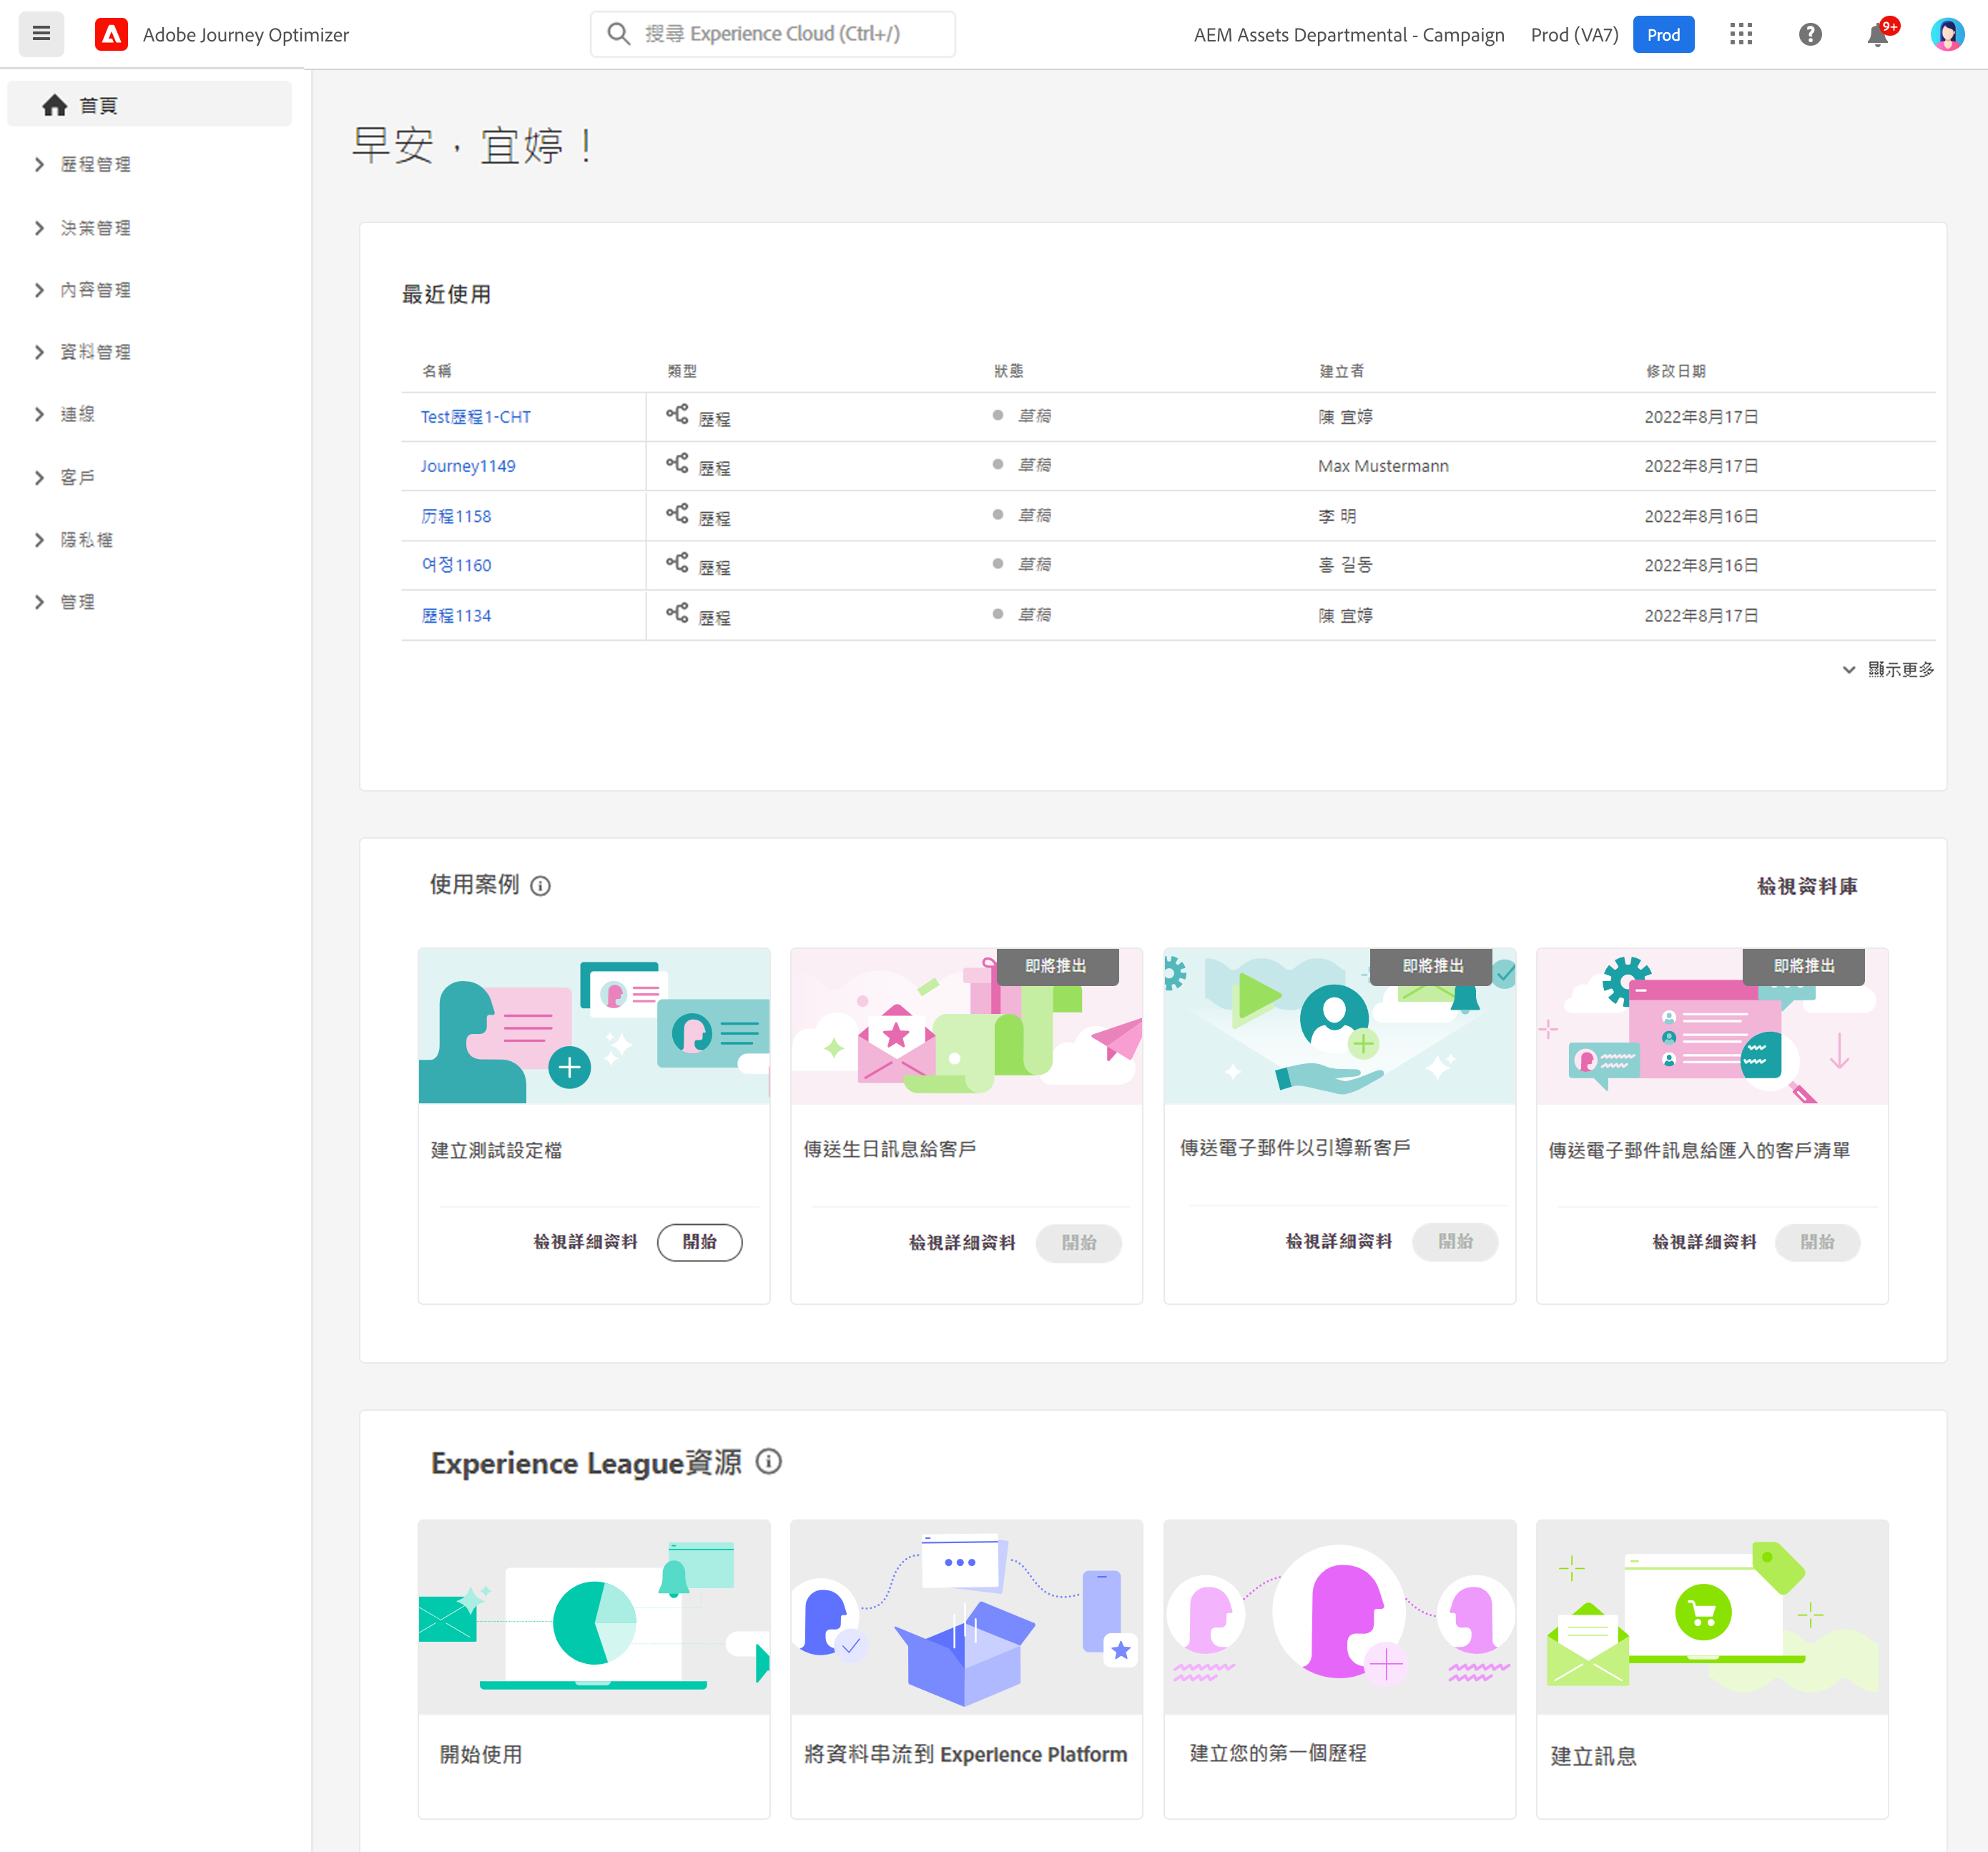 Adobe Journey Optimizer
搜尋 Experience Cloud (Ctrl+/)
AEM Assets Departmental - Campaign
Prod (VA7)
Prod
9+
首頁
歷程管理
決策管理
內容管理
資料管理
連線
客戶
隱私權
管理
早安，宜婷！
最近使用
名稱 類型 狀態 建立者 修改日期
Test歷程1-CHT 歷程 草稿 陳 宜婷 2022年8月17日
Journey1149 歷程 草稿 Max Mustermann 2022年8月17日
历程1158 歷程 草稿 李 明 2022年8月16日
여정1160 歷程 草稿 홍 길동 2022年8月16日
歷程1134 歷程 草稿 陳 宜婷 2022年8月17日
顯示更多
使用案例
檢視資料庫
即將推出
即將推出
即將推出
建立測試設定檔
傳送生日訊息給客戶
傳送電子郵件以引導新客戶
傳送電子郵件訊息給匯入的客戶清單
檢視詳細資料 開始
檢視詳細資料 開始
檢視詳細資料 開始
檢視詳細資料 開始
Experience League資源
開始使用
將資料串流到 Experience Platform
建立您的第一個歷程
建立訊息